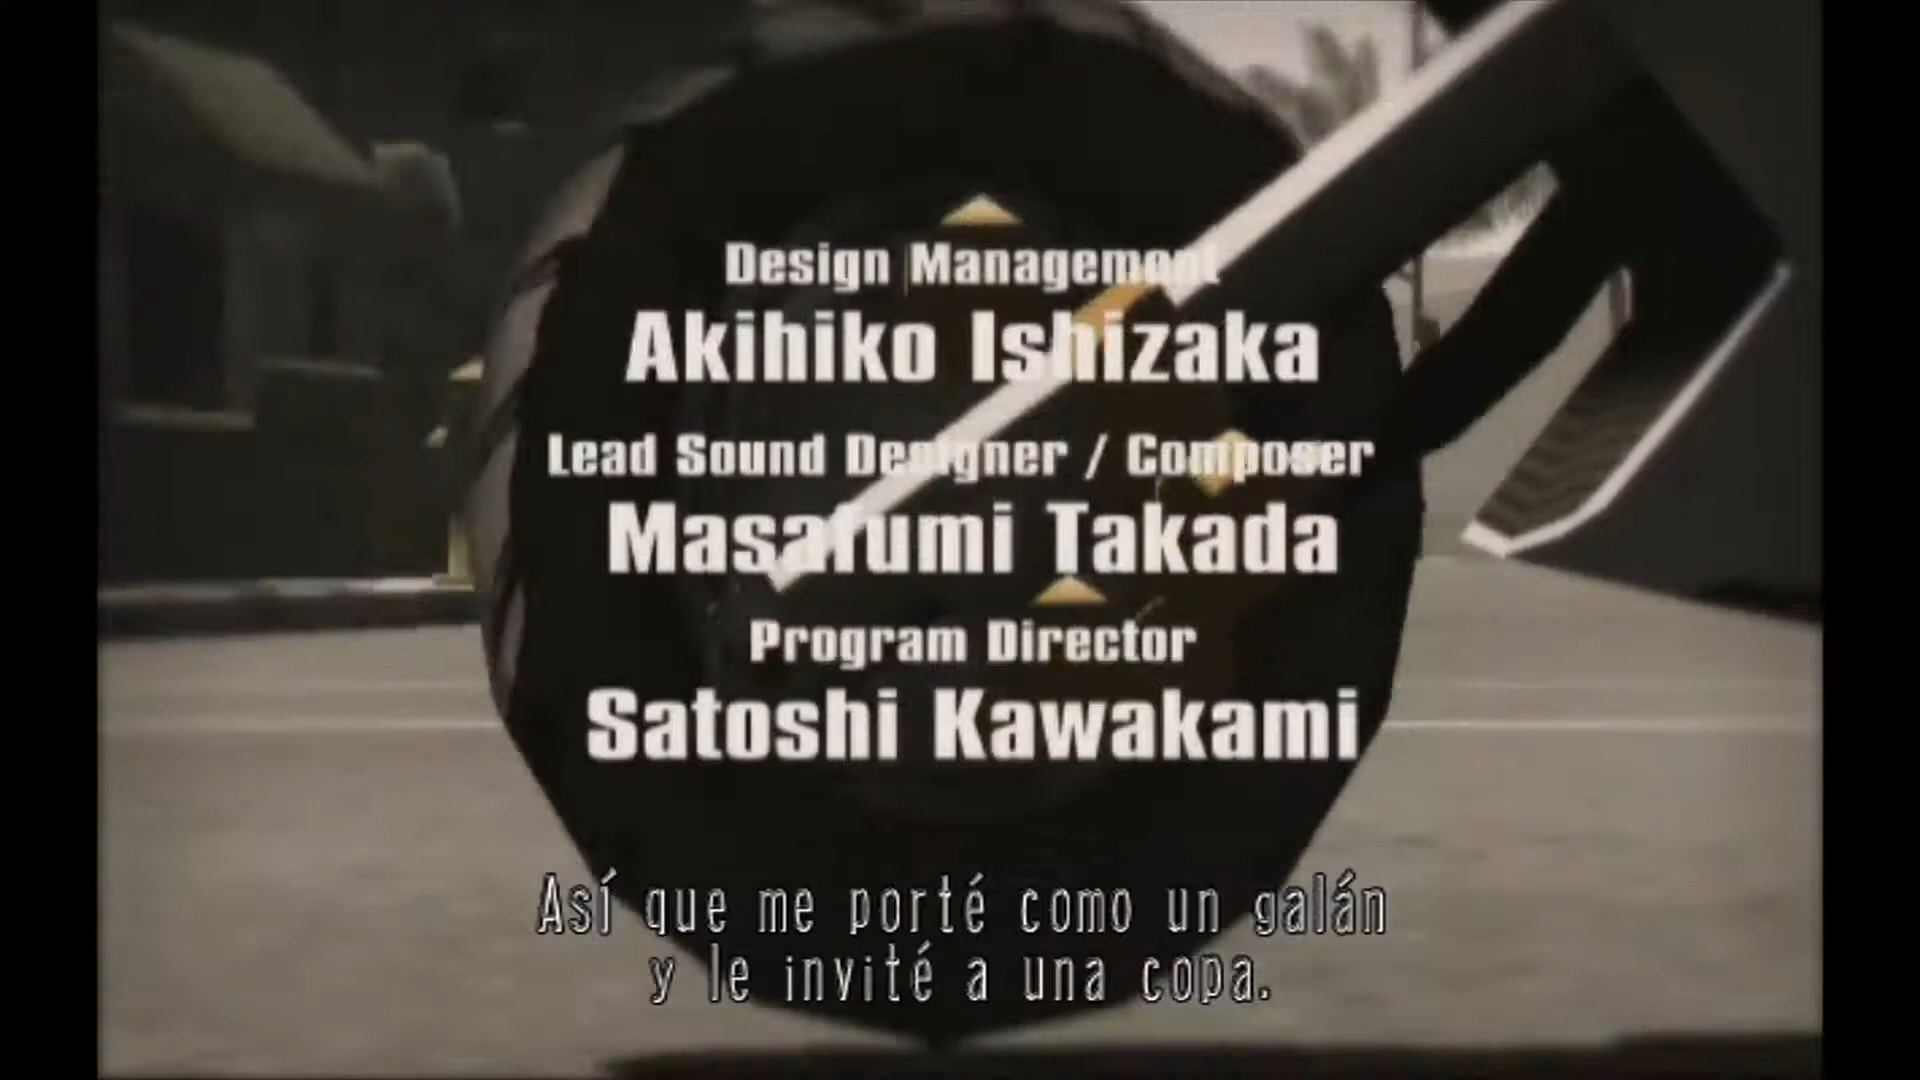 Design Management
Akihiko Ishizaka
Lead Sound Designer / Composer
Masafumi Takada
Program Director
Satoshi Kawakami
Así que me porté como un galán
y le invité a una copa.